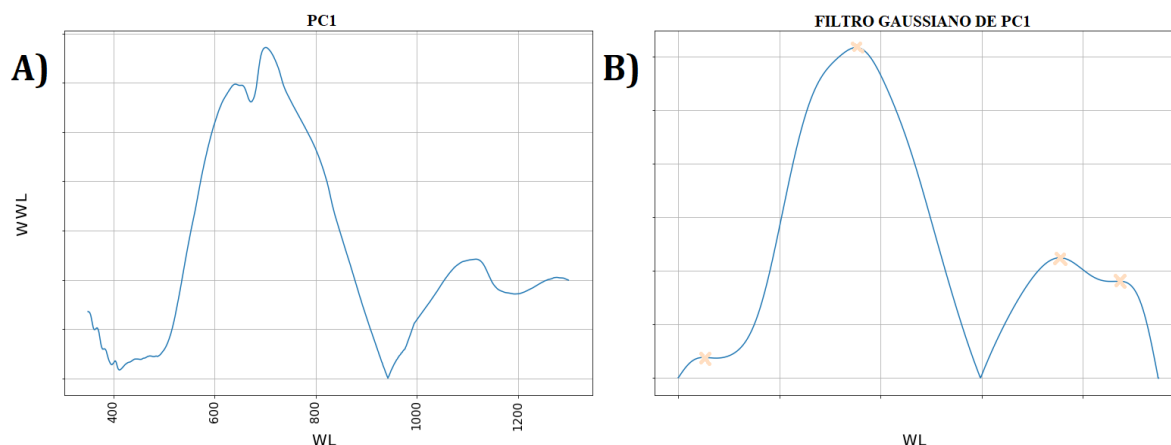 PC1
A)
WWL
400
600
800
1000
1200
WL
FILTRO GAUSSIANO DE PC1
B)
WL